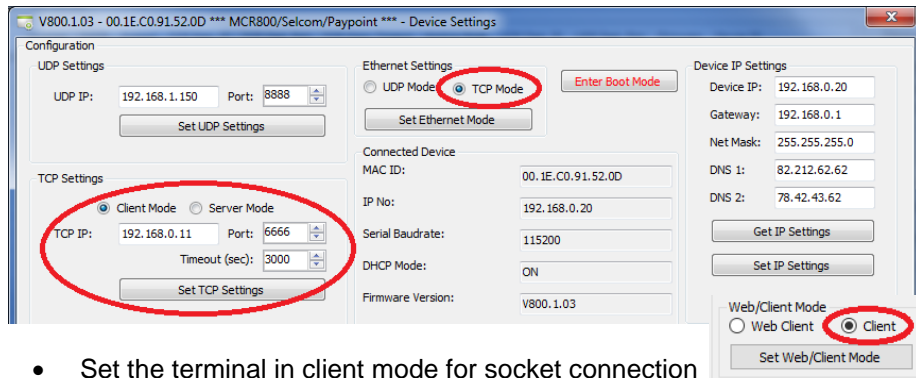 V800.1.03 - 00.1E.C0.91.52.0D *** MCR800/Selcom/Paypoint *** - Device Settings
X
Configuration
UDP Settings
UDP IP: 192.168.1.150 Port: 8888
Set UDP Settings
TCP Settings
Client Mode Server Mode
TCP IP: 192.168.0.11 Port: 6666
Timeout (sec): 3000
Set TCP Settings
Ethernet Settings
UDP Mode TCP Mode
Enter Boot Mode
Set Ethernet Mode
Connected Device
MAC ID: 00.1E.C0.91.52.0D
IP No: 192.168.0.20
Serial Baudrate: 115200
DHCP Mode: ON
Firmware Version: V800.1.03
Device IP Settings
Device IP: 192.168.0.20
Gateway: 192.168.0.1
Net Mask: 255.255.255.0
DNS 1: 82.212.62.62
DNS 2: 78.42.43.62
Get IP Settings
Set IP Settings
Web/Client Mode
Web Client Client
Set Web/Client Mode
• Set the terminal in client mode for socket connection